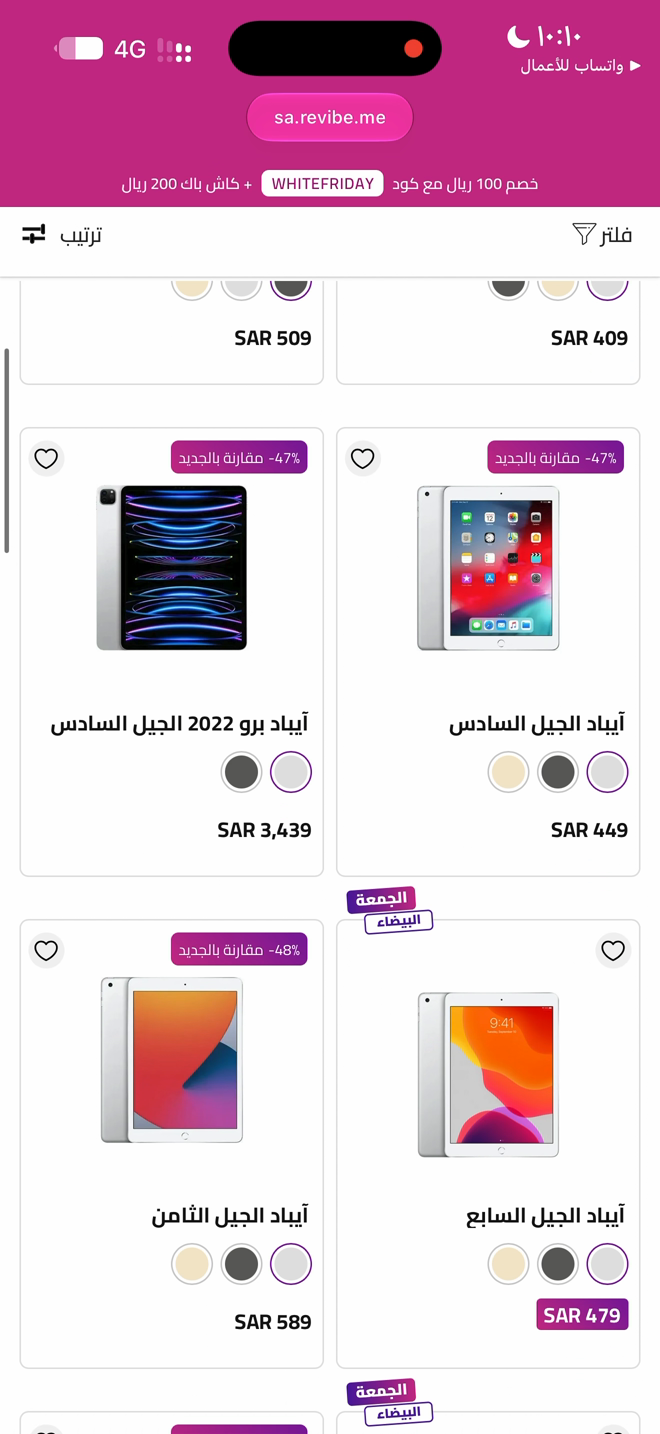 ١٠:١٠
4G
◀ واتساب للأعمال
sa.revibe.me
خصم 100 ريال مع كود WHITEFRIDAY + كاش باك 200 ريال
فلتر
ترتيب
SAR 409
SAR 509
-47% مقارنة بالجديد
آيباد الجيل السادس
SAR 449
-47% مقارنة بالجديد
آيباد برو 2022 الجيل السادس
SAR 3,439
الجمعة
البيضاء
9:41
آيباد الجيل السابع
SAR 479
-48% مقارنة بالجديد
آيباد الجيل الثامن
SAR 589
الجمعة
البيضاء